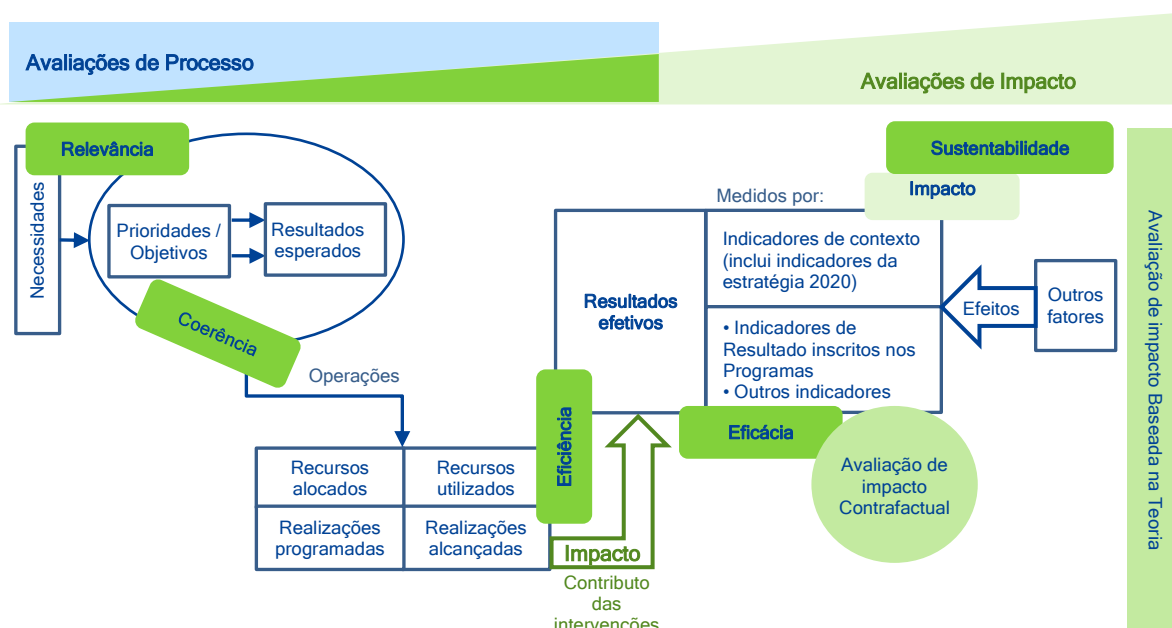 Avaliações de Processo
Avaliações de Impacto
Relevância
Sustentabilidade
Impacto
Necessidades
Prioridades /
Objetivos
Resultados
esperados
Coerência
Operações
Medidos por:
Resultados
efetivos
Indicadores de contexto
(inclui indicadores da
estratégia 2020)
• Indicadores de
Resultado inscritos nos
Programas
• Outros indicadores
Efeitos
Outros
fatores
Avaliação de impacto Baseada na Teoria
Eficiência
Eficácia
Avaliação de
impacto
Contrafactual
Recursos
alocados
Recursos
utilizados
Realizações
programadas
Realizações
alcançadas
Impacto
Contributo
das
intervenções